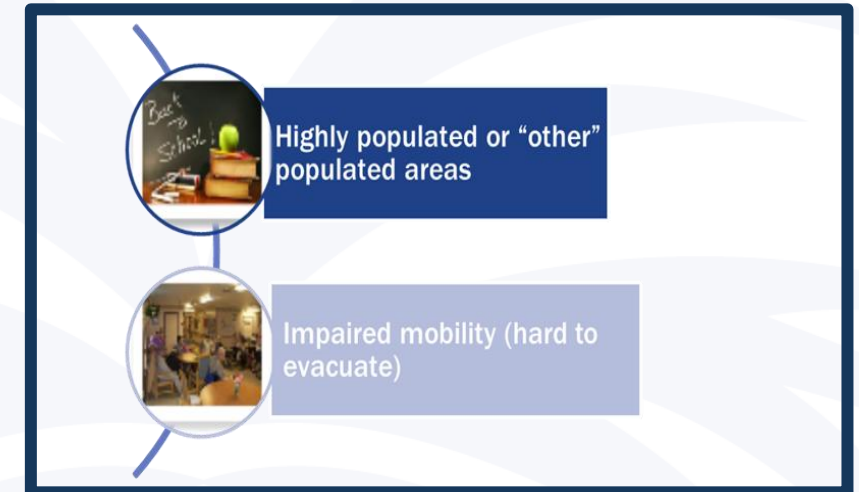 Back
to
School!
Highly populated or “other”
populated areas
Impaired mobility (hard to
evacuate)